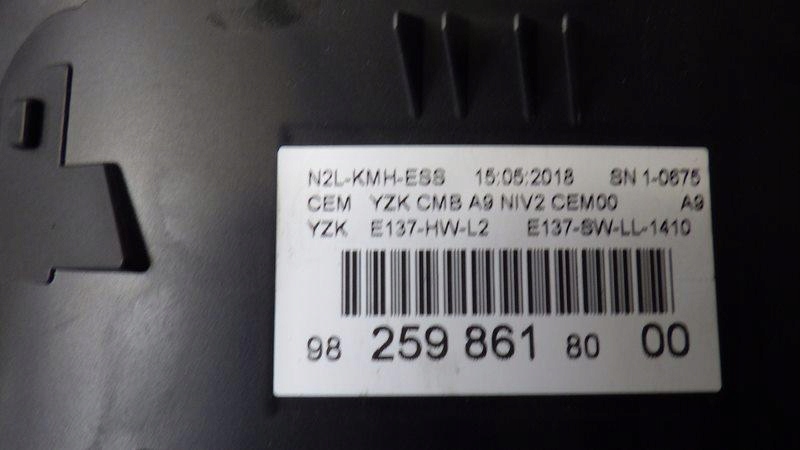 N2L-KMH-ESS 15:05:2018 SN 1-0675
CEM YZK CMB A9 NIV2 CEM00 A9
YZK E137-HW-L2 E137-SW-LL-1410
98 259 861 80 00